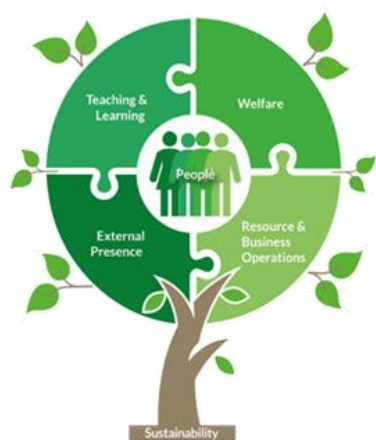 Teaching &
Learning
Welfare
People
External
Presence
Resource &
Business
Operations
Sustainability